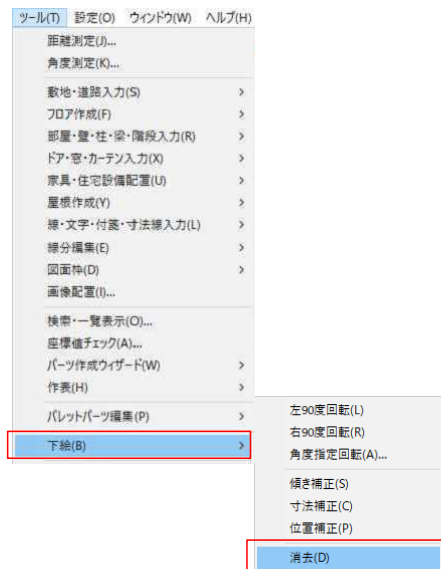 ツール(T) 設定(O) ウィンドウ(W) ヘルプ(H)
距離測定(J)...
角度測定(K)...
敷地・道路入力(S)
フロア作成(F)
部屋・壁・柱・梁・階段入力(R)
ドア・窓・カーテン入力(X)
家具・住宅設備配置(U)
屋根作成(Y)
線・文字・付箋・寸法線入力(L)
線分編集(E)
図面枠(D)
画像配置(I)...
検索・一覧表示(O)...
座標値チェック(A)...
パーツ作成ウィザード(W)
作表(H)
パレットパーツ編集(P)
下絵(B)
左90度回転(L)
右90度回転(R)
角度指定回転(A)...
傾き補正(S)
寸法補正(C)
位置補正(P)
消去(D)